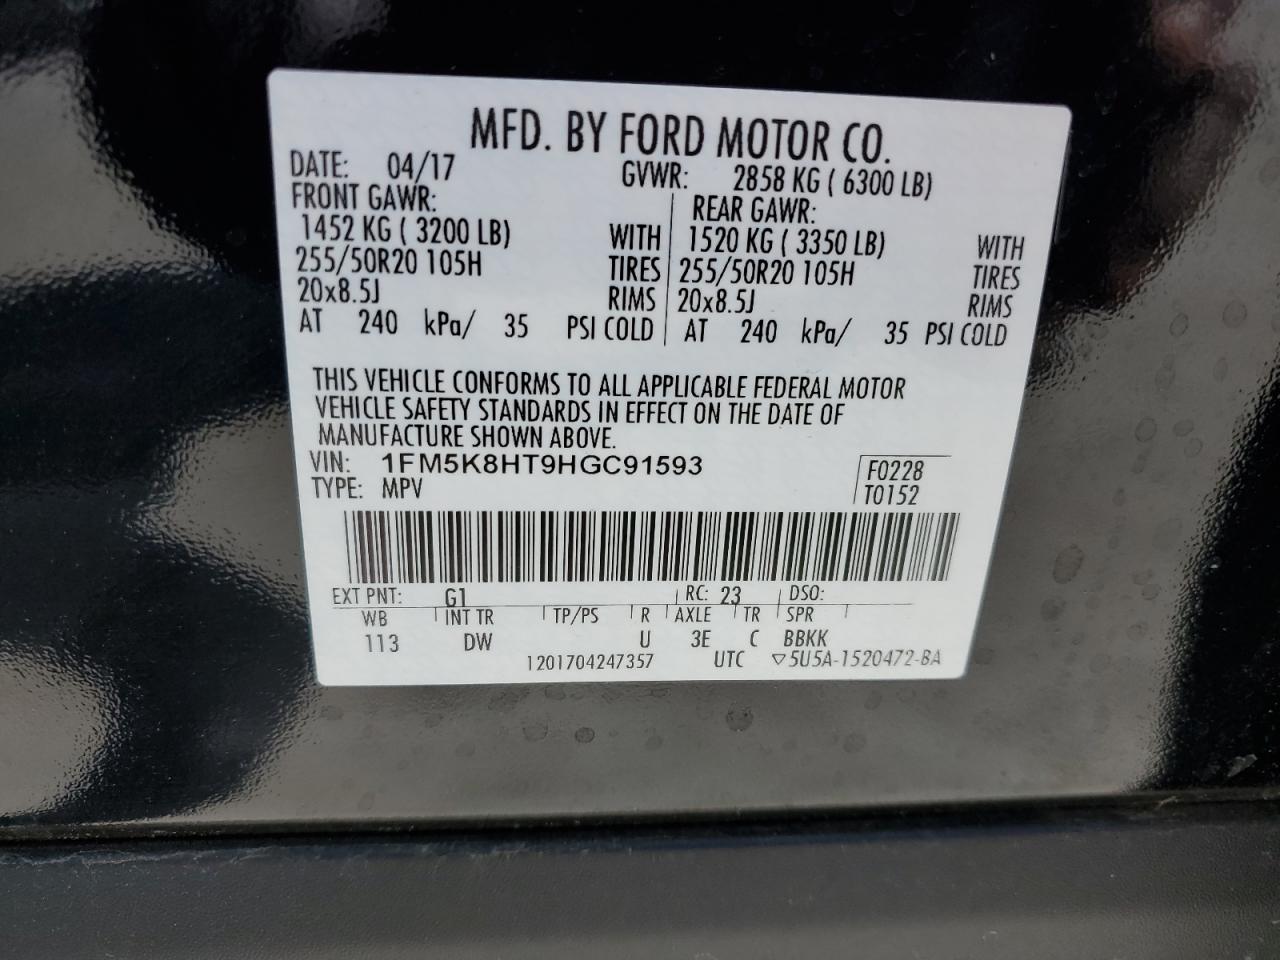 MFD. BY FORD MOTOR CO.
DATE: 04/17 GVWR: 2858 KG ( 6300 LB)
FRONT GAWR: REAR GAWR:
1452 KG ( 3200 LB) WITH 1520 KG ( 3350 LB) WITH
255/50R20 105H TIRES 255/50R20 105H TIRES
20x8.5J RIMS 20x8.5J RIMS
AT 240 kPa/ 35 PSI COLD AT 240 kPa/ 35 PSI COLD
THIS VEHICLE CONFORMS TO ALL APPLICABLE FEDERAL MOTOR
VEHICLE SAFETY STANDARDS IN EFFECT ON THE DATE OF
MANUFACTURE SHOWN ABOVE.
VIN: 1FM5K8HT9HGC91593 F0228
TYPE: MPV T0152
EXT PNT: G1 RC: 23 DSO:
WB INT TR TP/PS R AXLE TR SPR
113 DW U 3E C BBKK
1201704247357 UTC ▽5U5A-1520472-BA